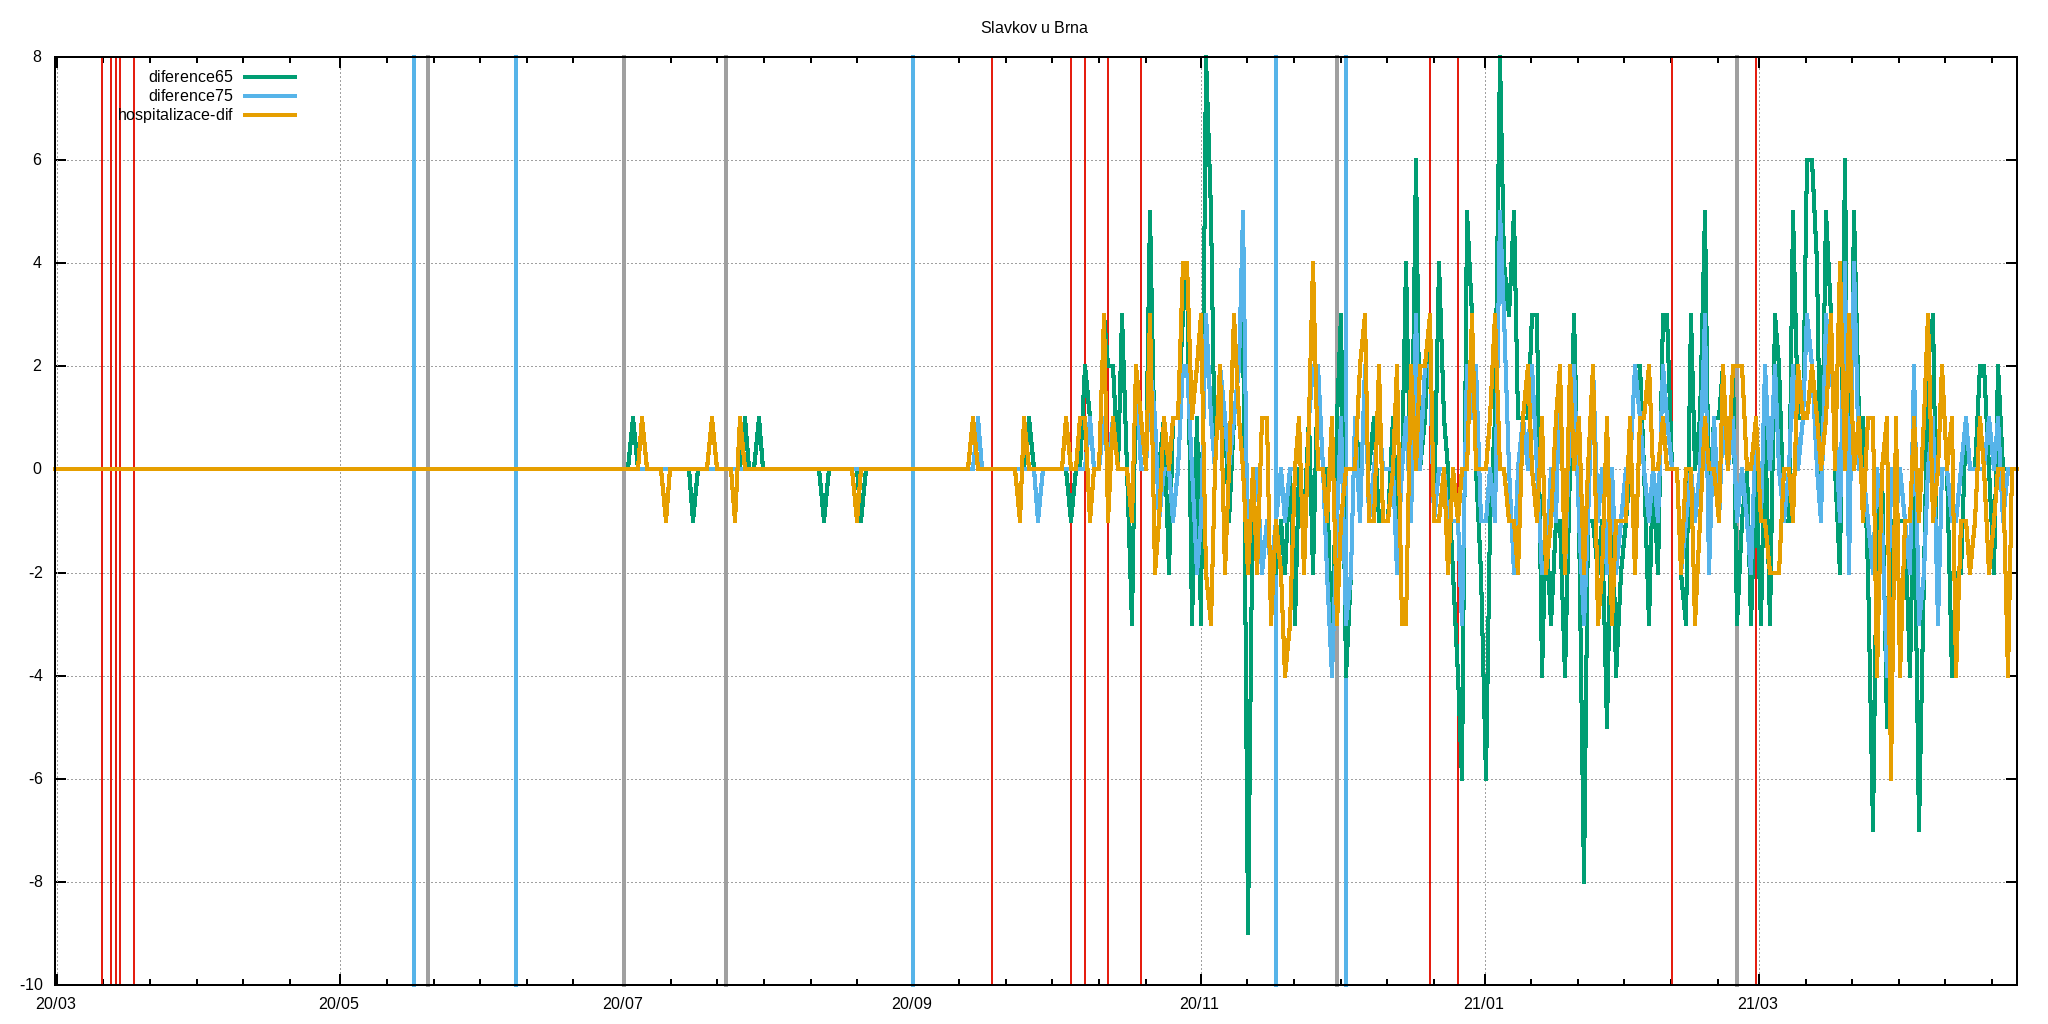 Slavkov u Brna
8
diference65
diference75
hospitalizace-dif
6
4
2
0
-2
-4
-6
-8
-10
20/03 20/05 20/07 20/09 20/11 21/01 21/03